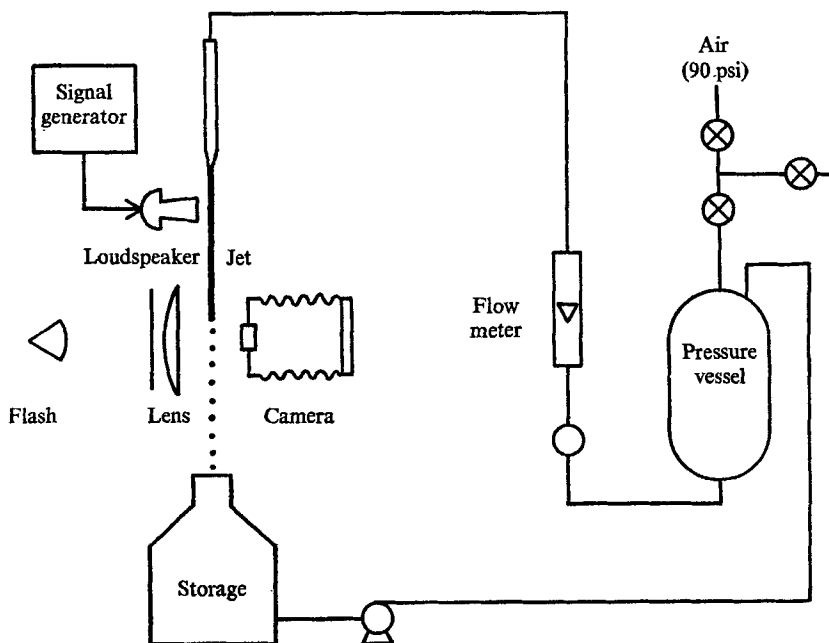 Air
(90 psi)
Signal
generator
Loudspeaker
Jet
Flow
meter
Pressure
vessel
Flash
Lens
Camera
Storage